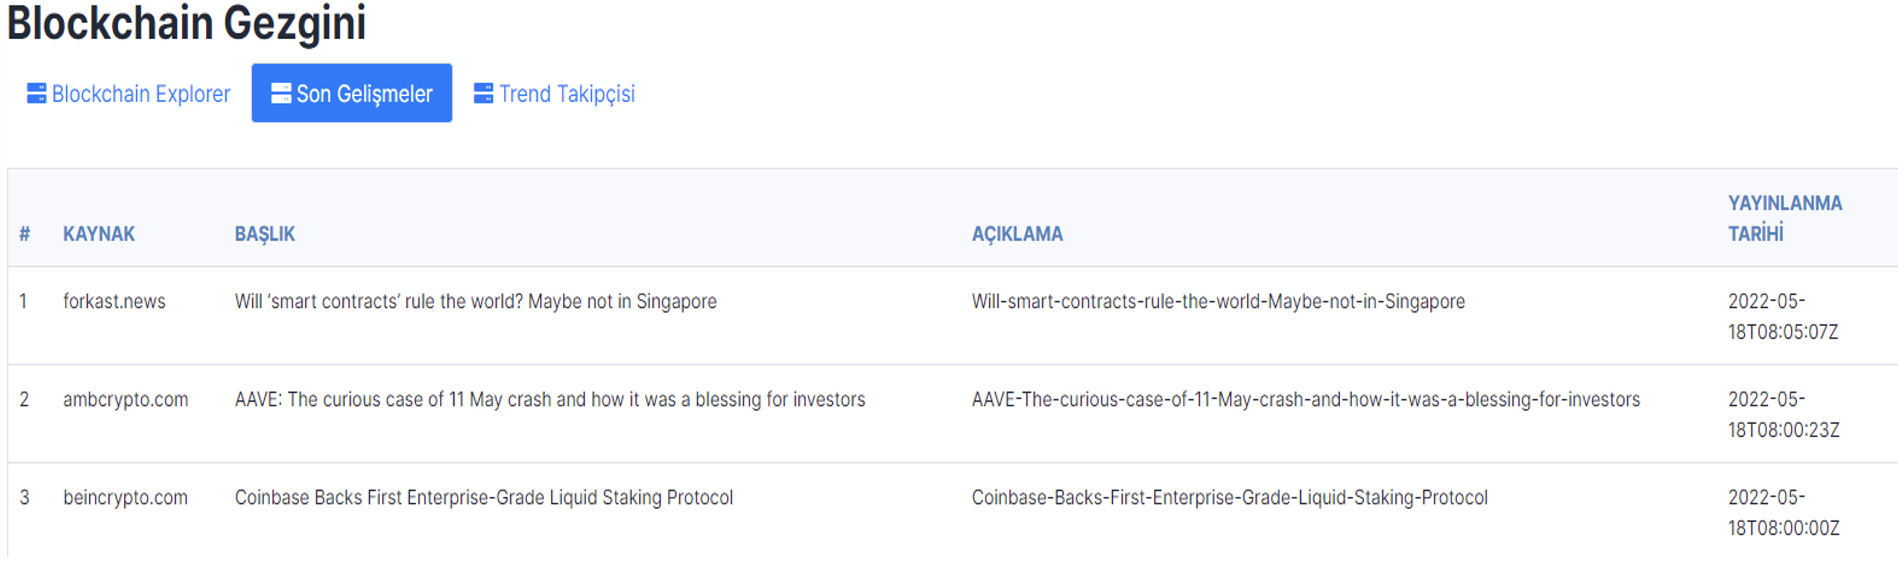 Blockchain Gezgini
Blockchain Explorer Son Gelişmeler Trend Takipçisi
# KAYNAK BAŞLIK AÇIKLAMA YAYINLANMA TARİHİ
1 forkast.news Will ‘smart contracts’ rule the world? Maybe not in Singapore Will-smart-contracts-rule-the-world-Maybe-not-in-Singapore 2022-05-18T08:05:07Z
2 ambcrypto.com AAVE: The curious case of 11 May crash and how it was a blessing for investors AAVE-The-curious-case-of-11-May-crash-and-how-it-was-a-blessing-for-investors 2022-05-18T08:00:23Z
3 beincrypto.com Coinbase Backs First Enterprise-Grade Liquid Staking Protocol Coinbase-Backs-First-Enterprise-Grade-Liquid-Staking-Protocol 2022-05-18T08:00:00Z